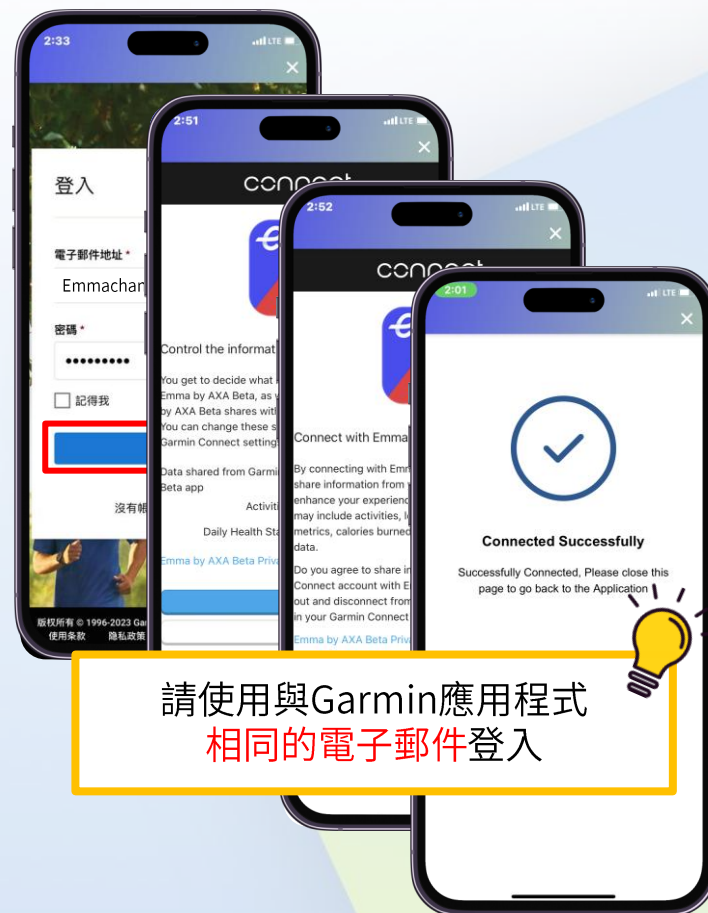 2:33
LTE
登入
電子郵件地址 *
Emmachan
密碼 *
•••••••••
記得我
沒有帳
版权所有 © 1996-2023 Gar
使用条款 隐私政策
2:51
LTE
connect
e
Control the informat
You get to decide what
Emma by AXA Beta, as y
by AXA Beta shares with
You can change these s
Garmin Connect setting
Data shared from Garmi
Beta app
Activiti
Daily Health Sta
Emma by AXA Beta Priva
2:52
LTE
connect
e
Connect with Emma
By connecting with Emm
share information from
enhance your experienc
may include activities, l
metrics, calories burned
data.
Do you agree to share in
Connect account with E
out and disconnect from
in your Garmin Connect
Emma by AXA Beta Priva
2:01
LTE
Connected Successfully
Successfully Connected, Please close this
page to go back to the Application
請使用與Garmin應用程式
相同的電子郵件登入